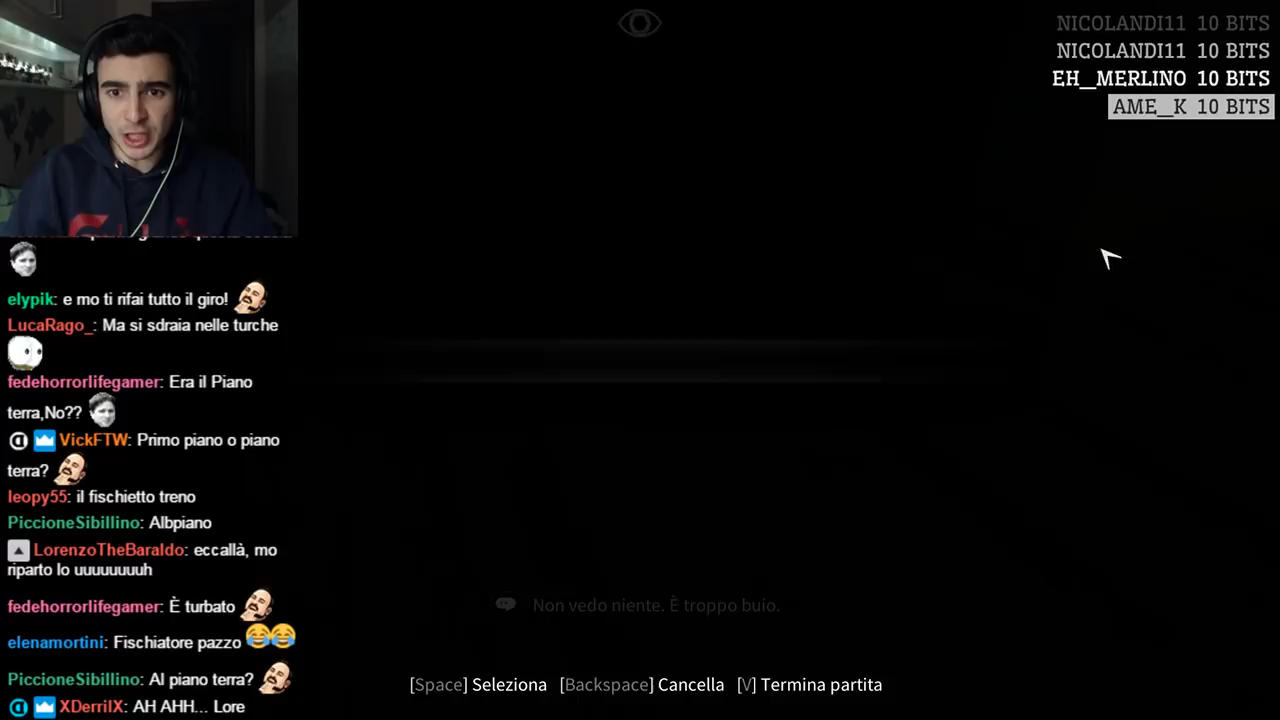 NICOLANDI11 10 BITS
NICOLANDI11 10 BITS
EH_MERLINO 10 BITS
AME_K 10 BITS
elypik: e mo ti rifai tutto il giro!
LucaRago_: Ma si sdraia nelle turche
fedehorrorlifegamer: Era il Piano
terra,No??
VickFTW: Primo piano o piano
terra?
leopy55: il fischietto treno
PiccioneSibillino: Albpiano
LorenzoTheBaraldo: eccallà, mo
riparto lo uuuuuuuh
fedehorrorlifegamer: È turbato
elenamortini: Fischiatore pazzo
PiccioneSibillino: Al piano terra?
XDerrilX: AH AHH... Lore
Non vedo niente. È troppo buio.
[Space] Seleziona [Backspace] Cancella [V] Termina partita